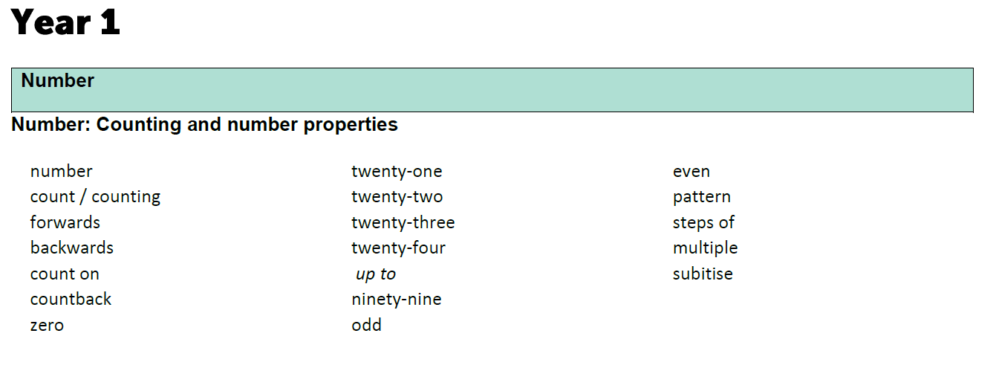 Year 1
Number
Number: Counting and number properties
number
count / counting
forwards
backwards
count on
countback
zero
twenty-one
twenty-two
twenty-three
twenty-four
up to
ninety-nine
odd
even
pattern
steps of
multiple
subitise